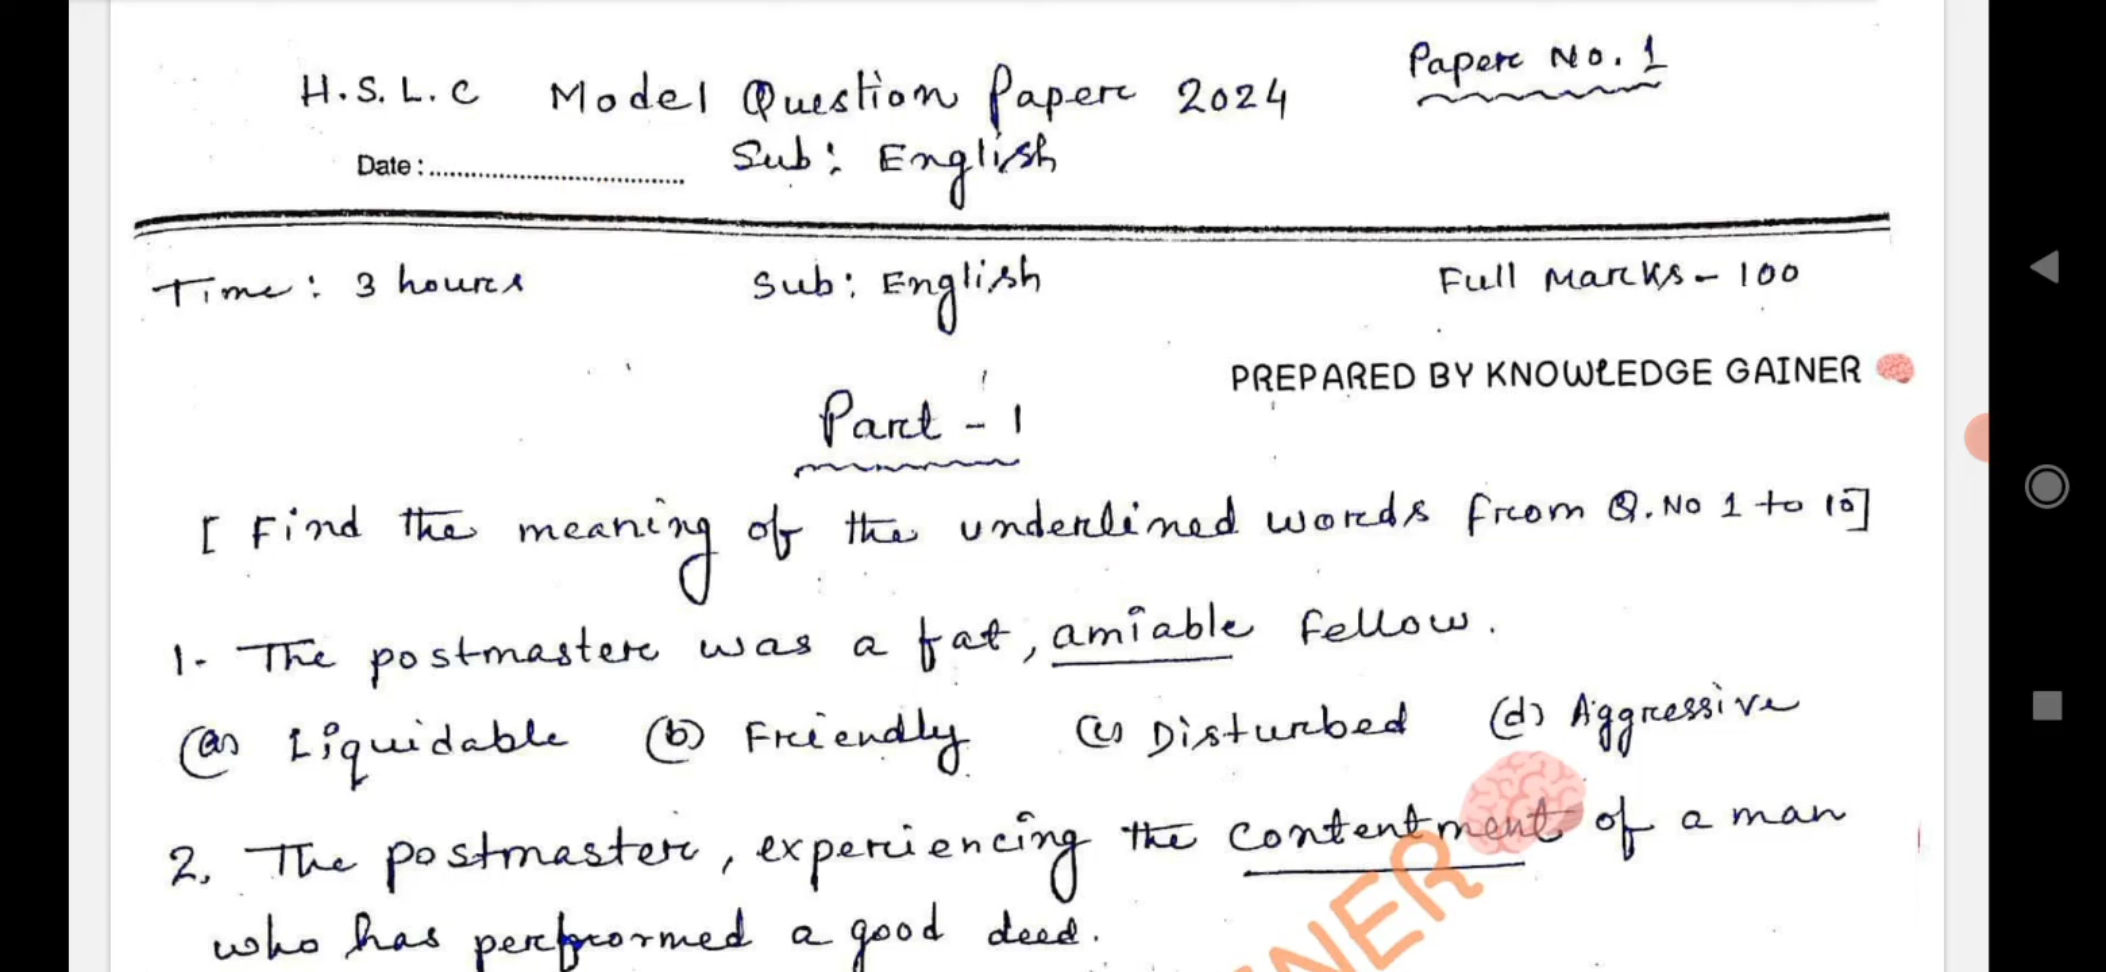 Paper No. 1
H.S.L.C Model Question Paper 2024
Date : ............................................... Sub: English
Time: 3 hours Sub: English Full Marks - 100
PREPARED BY KNOWLEDGE GAINER
Part - 1
[ Find the meaning of the underlined words from Q. No 1 to 10]
1. The postmaster was a fat, amiable fellow.
(a) Liquidable (b) Friendly (c) Disturbed (d) Aggressive
2. The postmaster, experiencing the contentment of a man
who has performed a good deed.
NER